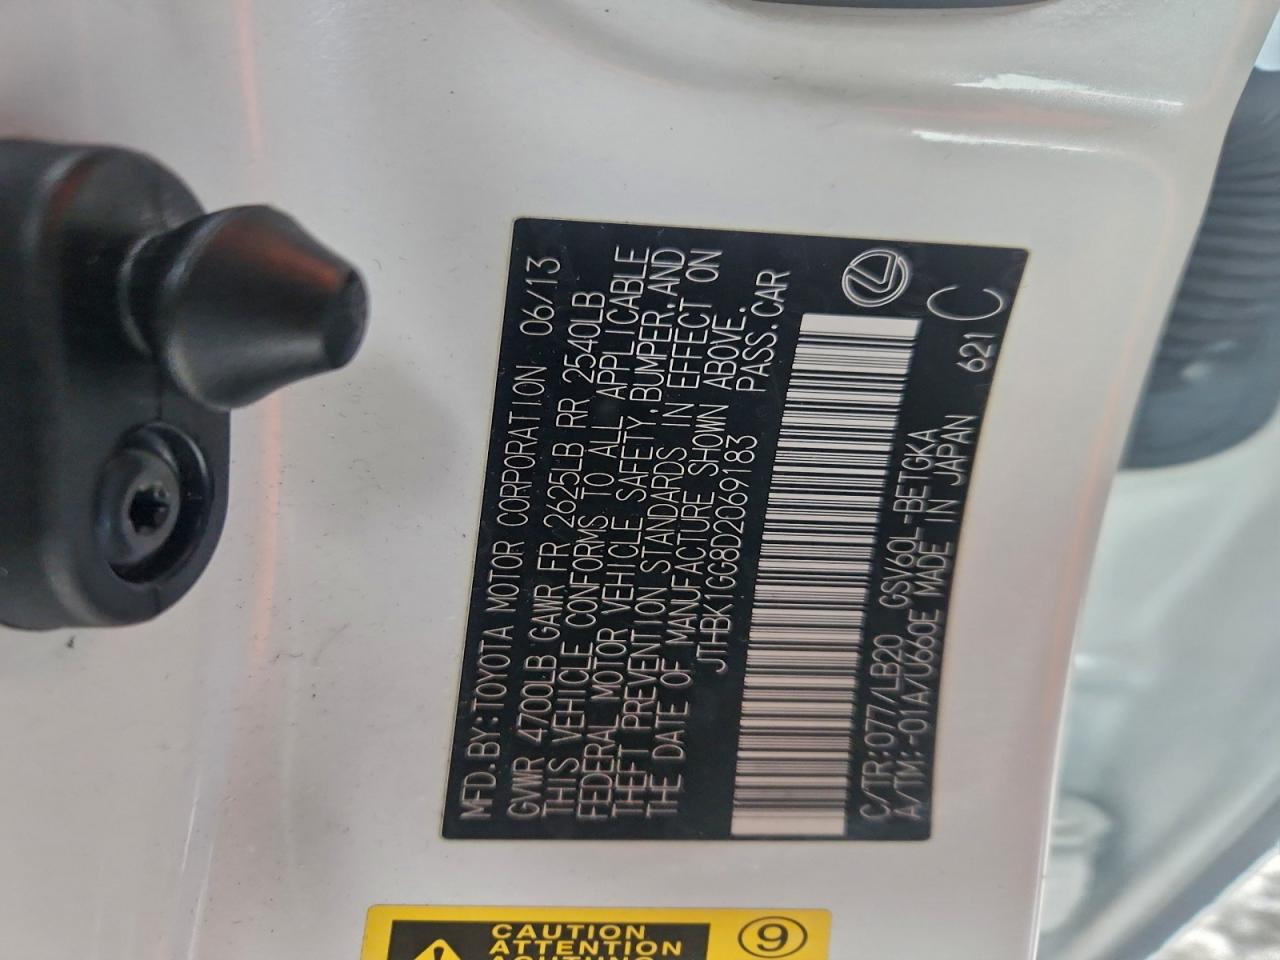 MFD.BY:TOYOTA MOTOR CORPORATION 06/13
GVWR 4700LB GAWR FR 2625LB RR 2540LB
THIS VEHICLE CONFORMS TO ALL APPLICABLE
FEDERAL MOTOR VEHICLE SAFETY,BUMPER,AND
THEFT PREVENTION STANDARDS IN EFFECT ON
THE DATE OF MANUFACTURE SHOWN ABOVE.
JTHBK1GG8D2069183 PASS.CAR
C/TR:077/LB20 GSV60L-BETGKA
A/TM:-01A/U660E MADE IN JAPAN 621
C
CAUTION
ATTENTION
ACHTUNG
9